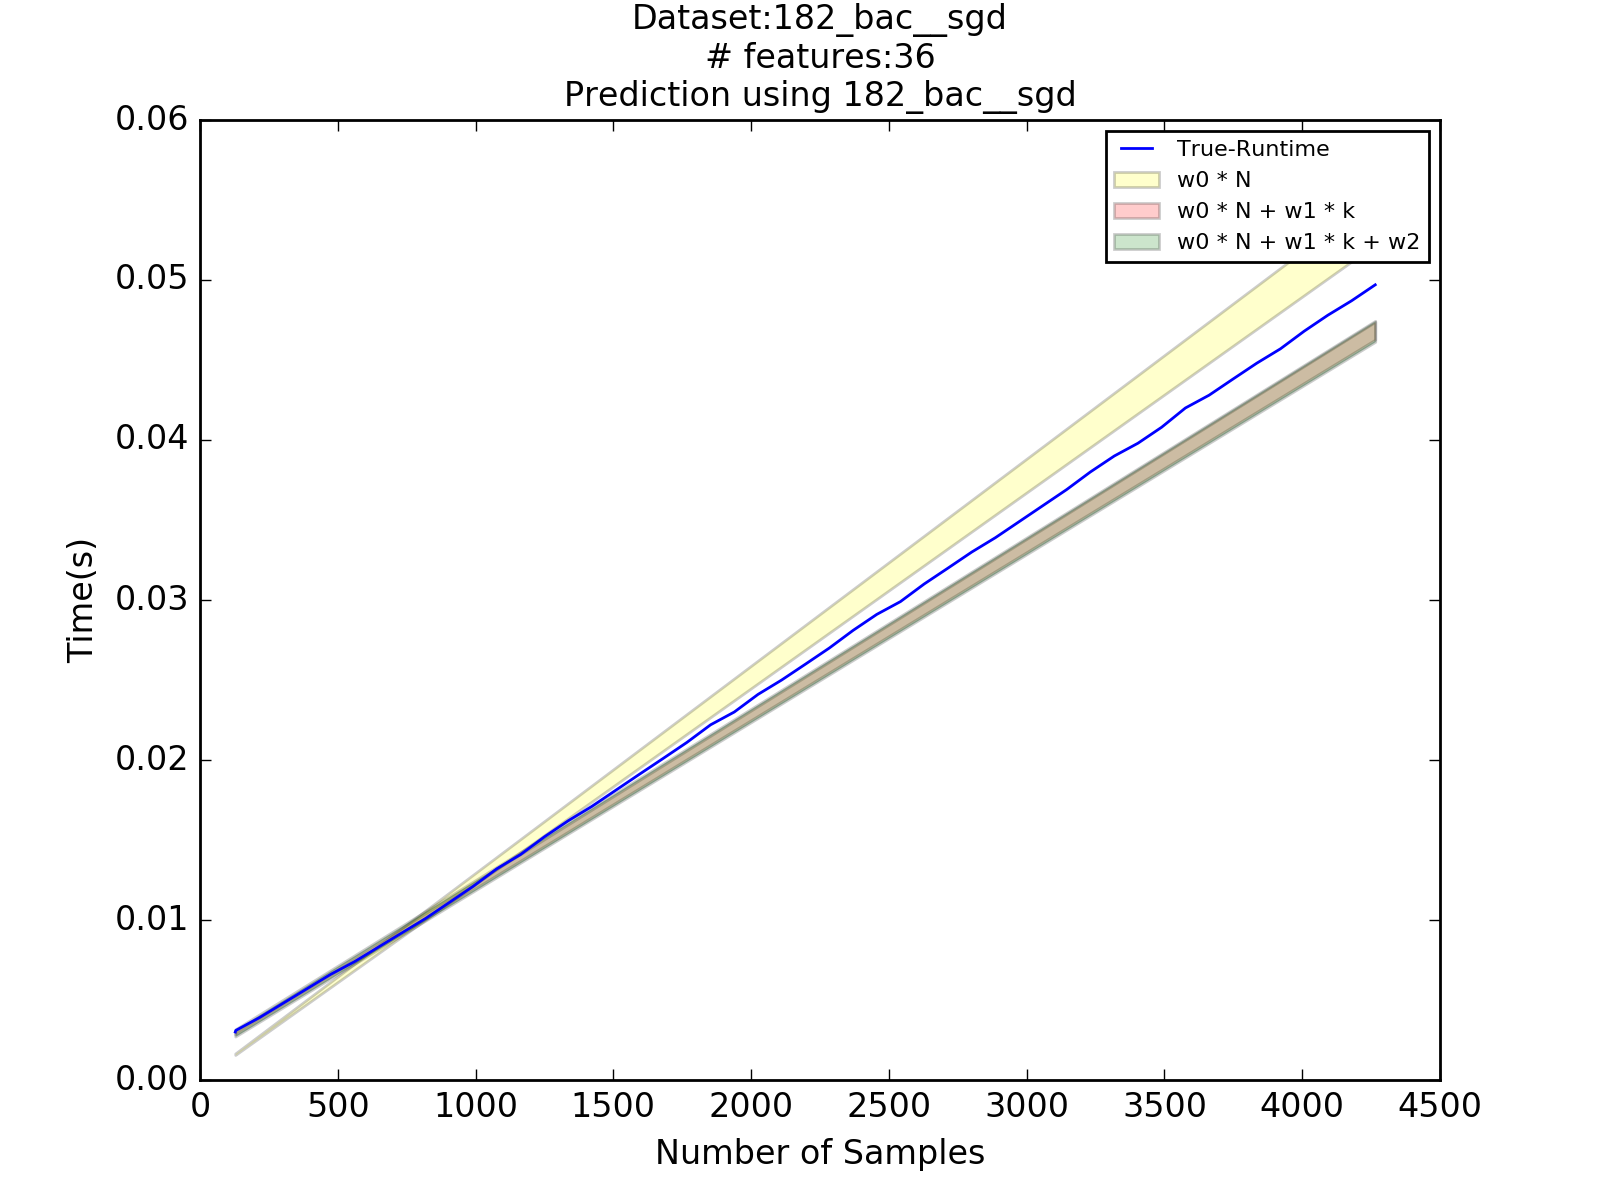 Dataset:182_bac__sgd
# features:36
Prediction using 182_bac__sgd
0.06
0.05
0.04
0.03
0.02
0.01
0.00
Time(s)
True-Runtime
w0 * N
w0 * N + w1 * k
w0 * N + w1 * k + w2
0 500 1000 1500 2000 2500 3000 3500 4000 4500
Number of Samples